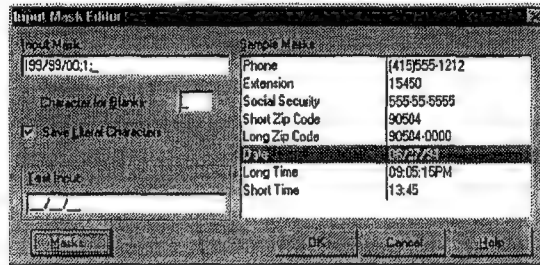 Input Mask Editor
Input Mask:
!99/99/00;1;_
Character for Blanks: _
Save Literal Characters
Test Input:
__/__/__
Masks...
Sample Masks:
Phone (415)555-1212
Extension 15450
Social Security 555-55-5555
Short Zip Code 90504
Long Zip Code 90504-0000
Date 06/27/94
Long Time 09:05:15PM
Short Time 13:45
OK Cancel Help